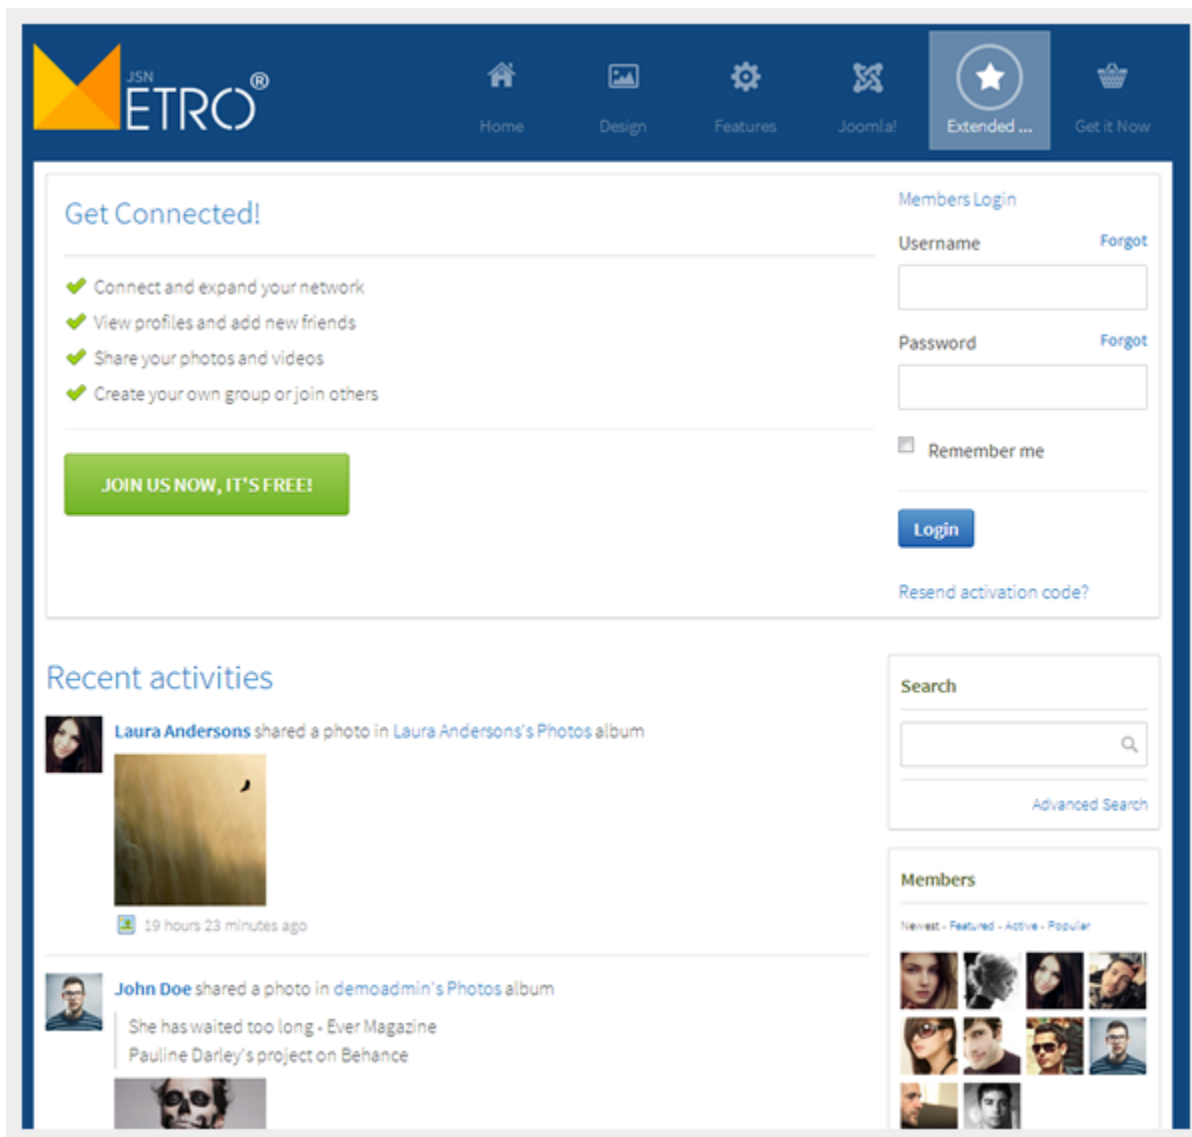 JSN
ETRO®
Home
Design
Features
Joomla!
Extended ...
Get it Now
Get Connected!
Connect and expand your network
View profiles and add new friends
Share your photos and videos
Create your own group or join others
JOIN US NOW, IT'S FREE!
Members Login
Username
Forgot
Password
Forgot
Remember me
Login
Resend activation code?
Recent activities
Laura Andersons shared a photo in Laura Andersons's Photos album
19 hours 23 minutes ago
John Doe shared a photo in demoadmin's Photos album
She has waited too long - Ever Magazine
Pauline Darley's project on Behance
Search
Advanced Search
Members
Newest - Featured - Active - Popular